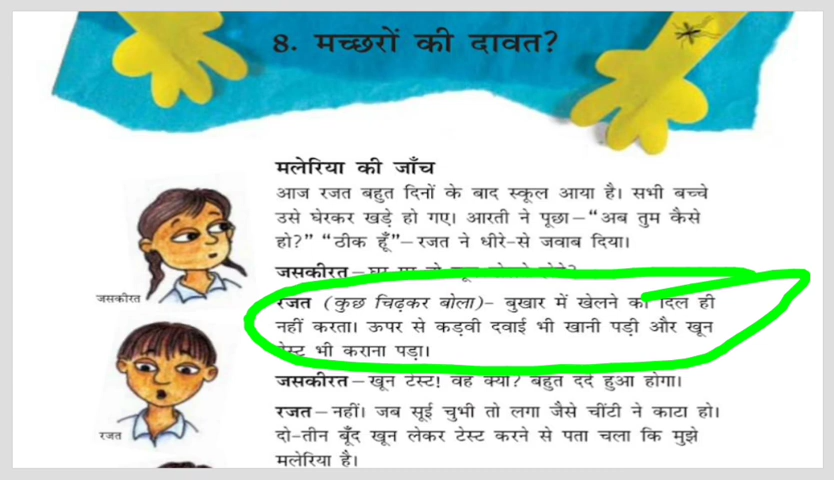 8. मच्छरों की दावत?
मलेरिया की जाँच
आज रजत बहुत दिनों के बाद स्कूल आया है। सभी बच्चे
उसे घेरकर खड़े हो गए। आरती ने पूछा–“अब तुम कैसे
हो?” “ठीक हूँ”–रजत ने धीरे-से जवाब दिया।
जसकीरत–
जसकीरत
रजत (कुछ चिढ़कर बोला)– बुखार में खेलने का दिल ही
नहीं करता। ऊपर से कड़वी दवाई भी खानी पड़ी और खून
टेस्ट भी कराना पड़ा।
जसकीरत–खून टेस्ट! वह क्या? बहुत दर्द हुआ होगा।
रजत–नहीं। जब सूई चुभी तो लगा जैसे चींटी ने काटा हो।
रजत
दो-तीन बूँद खून लेकर टेस्ट करने से पता चला कि मुझे
मलेरिया है।